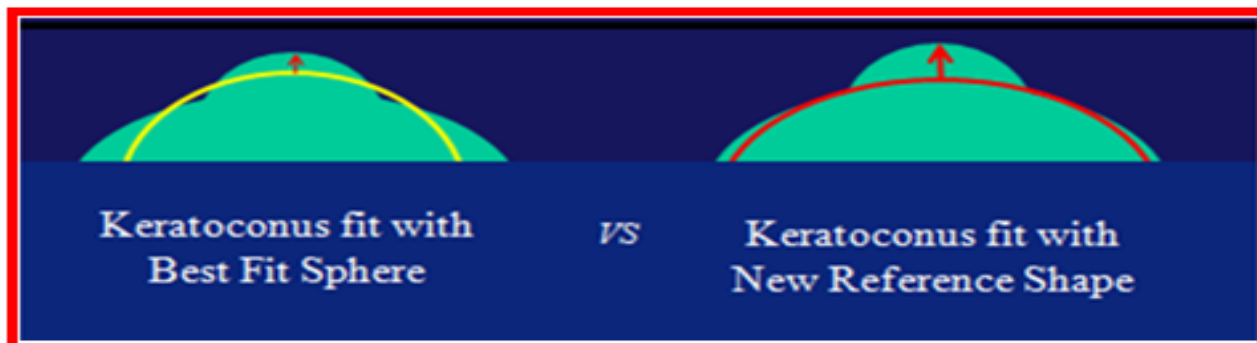 Keratoconus fit with
Best Fit Sphere
vs
Keratoconus fit with
New Reference Shape